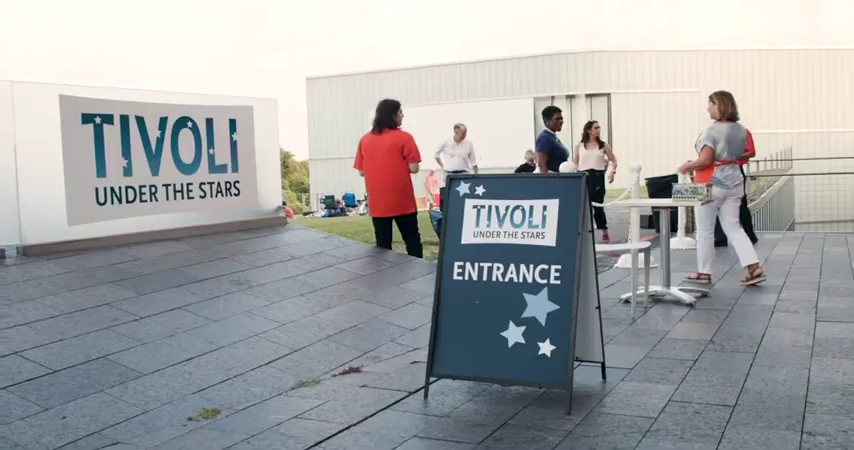 TIVOLI
UNDER THE STARS
TIVOLI
UNDER THE STARS
ENTRANCE